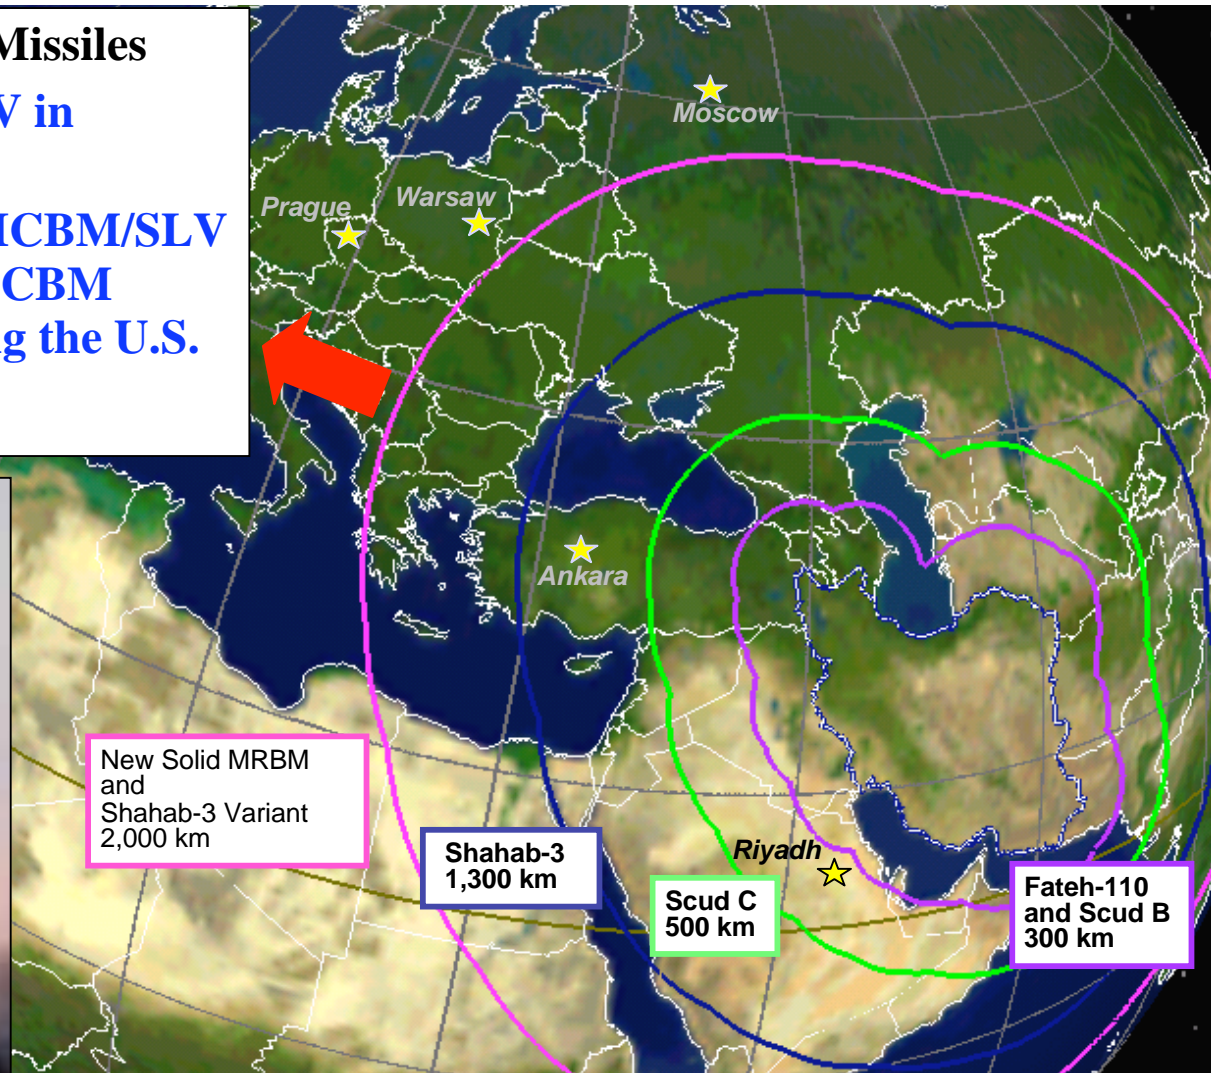 Missiles
V in
ICBM/SLV
CBM
g the U.S.
Moscow
Prague
Warsaw
Ankara
New Solid MRBM
and
Shahab-3 Variant
2,000 km
Shahab-3
1,300 km
Riyadh
Scud C
500 km
Fateh-110
and Scud B
300 km